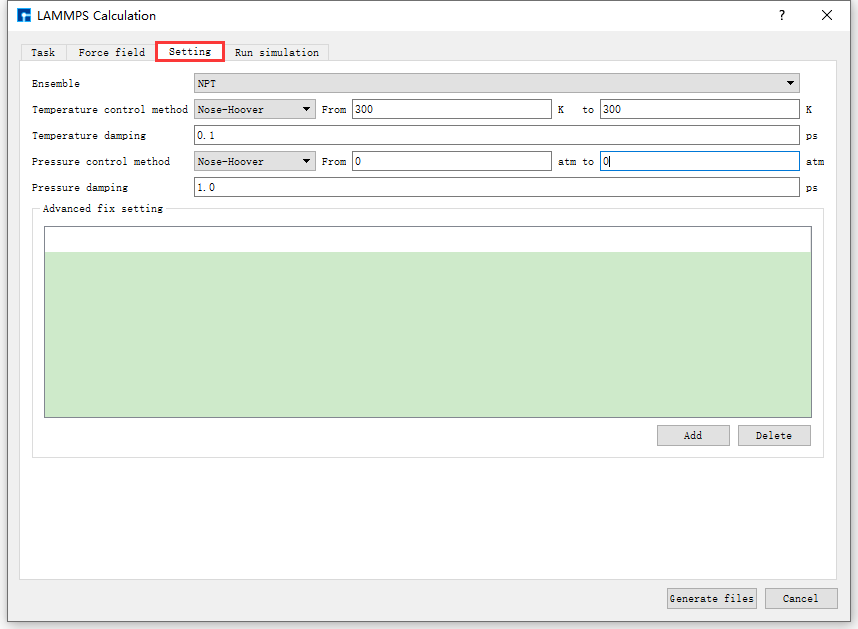 LAMMPS Calculation ?
Task Force field Setting Run simulation
Ensemble NPT
Temperature control method Nose-Hoover From 300 K to 300 K
Temperature damping 0.1 ps
Pressure control method Nose-Hoover From 0 atm to 0 atm
Pressure damping 1.0 ps
Advanced fix setting
Add Delete
Generate files Cancel